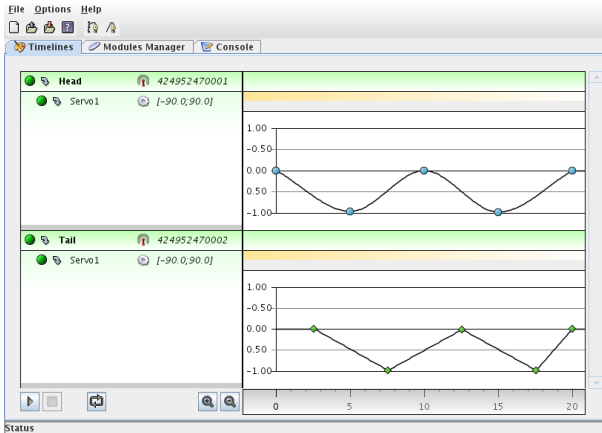 File Options Help
Timelines Modules Manager Console
Head 424952470001
Servo1 [-90.0;90.0]
1.00
-0.50
0.00
0.50
-1.00
Tail 424952470002
Servo1 [-90.0;90.0]
1.00
-0.50
0.00
0.50
-1.00
0 5 10 15 20
Status